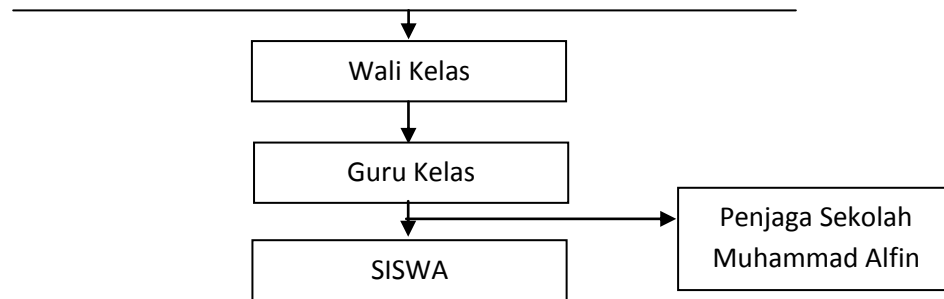 Wali Kelas
Guru Kelas
Penjaga Sekolah
Muhammad Alfin
SISWA